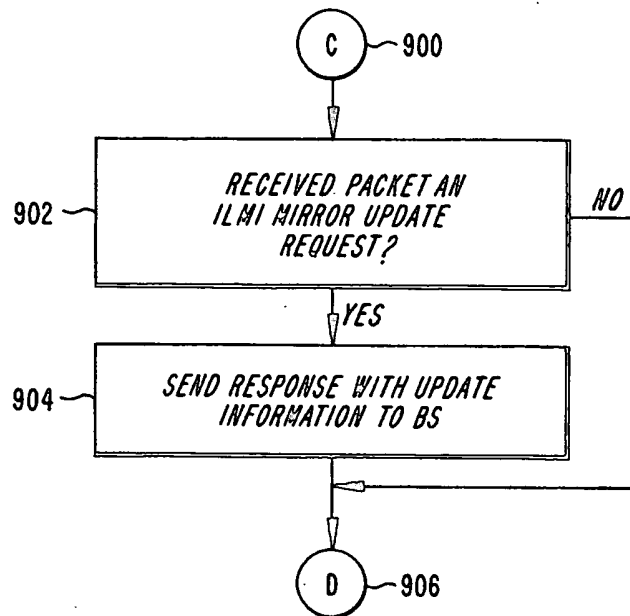 C
900
RECEIVED PACKET AN
ILMI MIRROR UPDATE
REQUEST?
902
NO
YES
SEND RESPONSE WITH UPDATE
INFORMATION TO BS
904
D
906